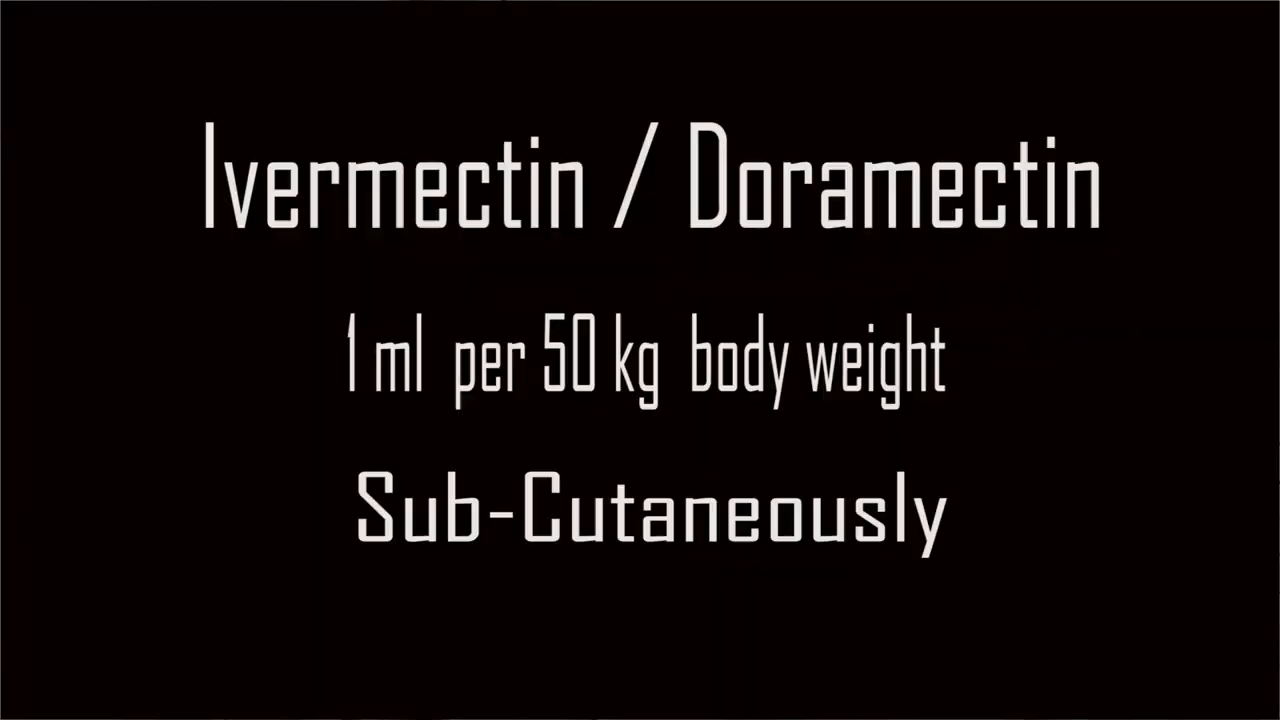 Ivermectin / Doramectin
1 ml per 50 kg body weight
Sub-Cutaneously